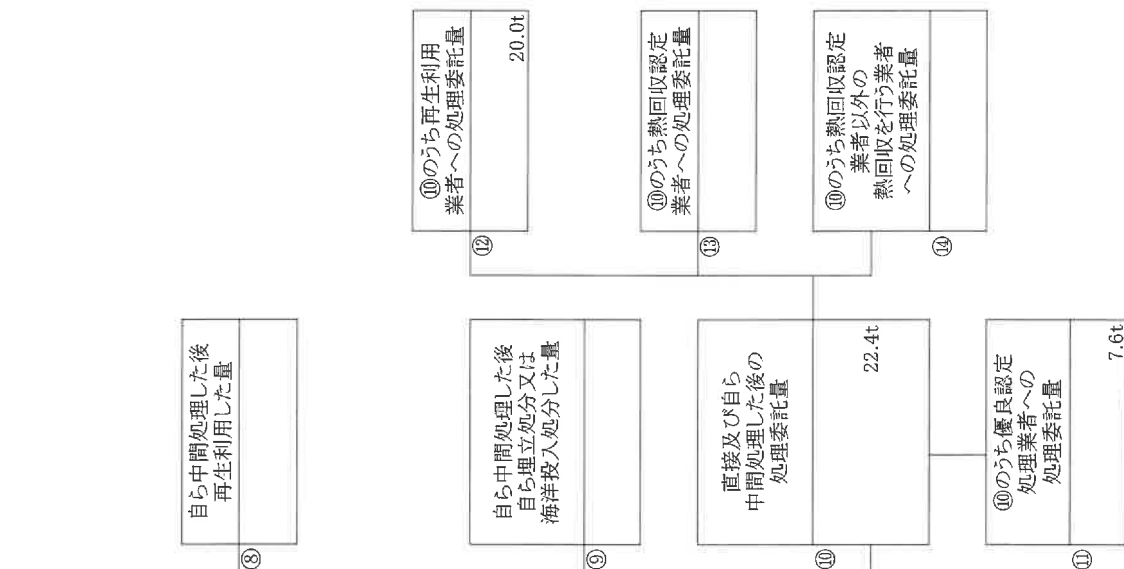 ⑧
自ら中間処理した後
再生利用した量
⑨
自ら中間処理した後
自ら埋立処分又は
海洋投入処分した量
⑩
直接及び自ら
中間処理した後の
処理委託量
22.4t
⑪
⑩のうち優良認定
処理業者への
処理委託量
7.6t
⑫
⑩のうち再生利用
業者への処理委託量
20.0t
⑬
⑩のうち熱回収認定
業者への処理委託量
⑭
⑩のうち熱回収認定
業者以外の
熱回収を行う業者
への処理委託量